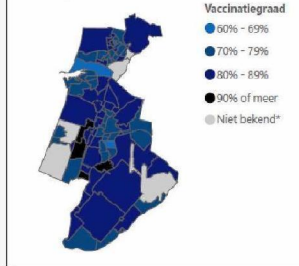 Vaccinatiegraad
60% - 69%
70% - 79%
80% - 89%
90% of meer
Niet bekend*